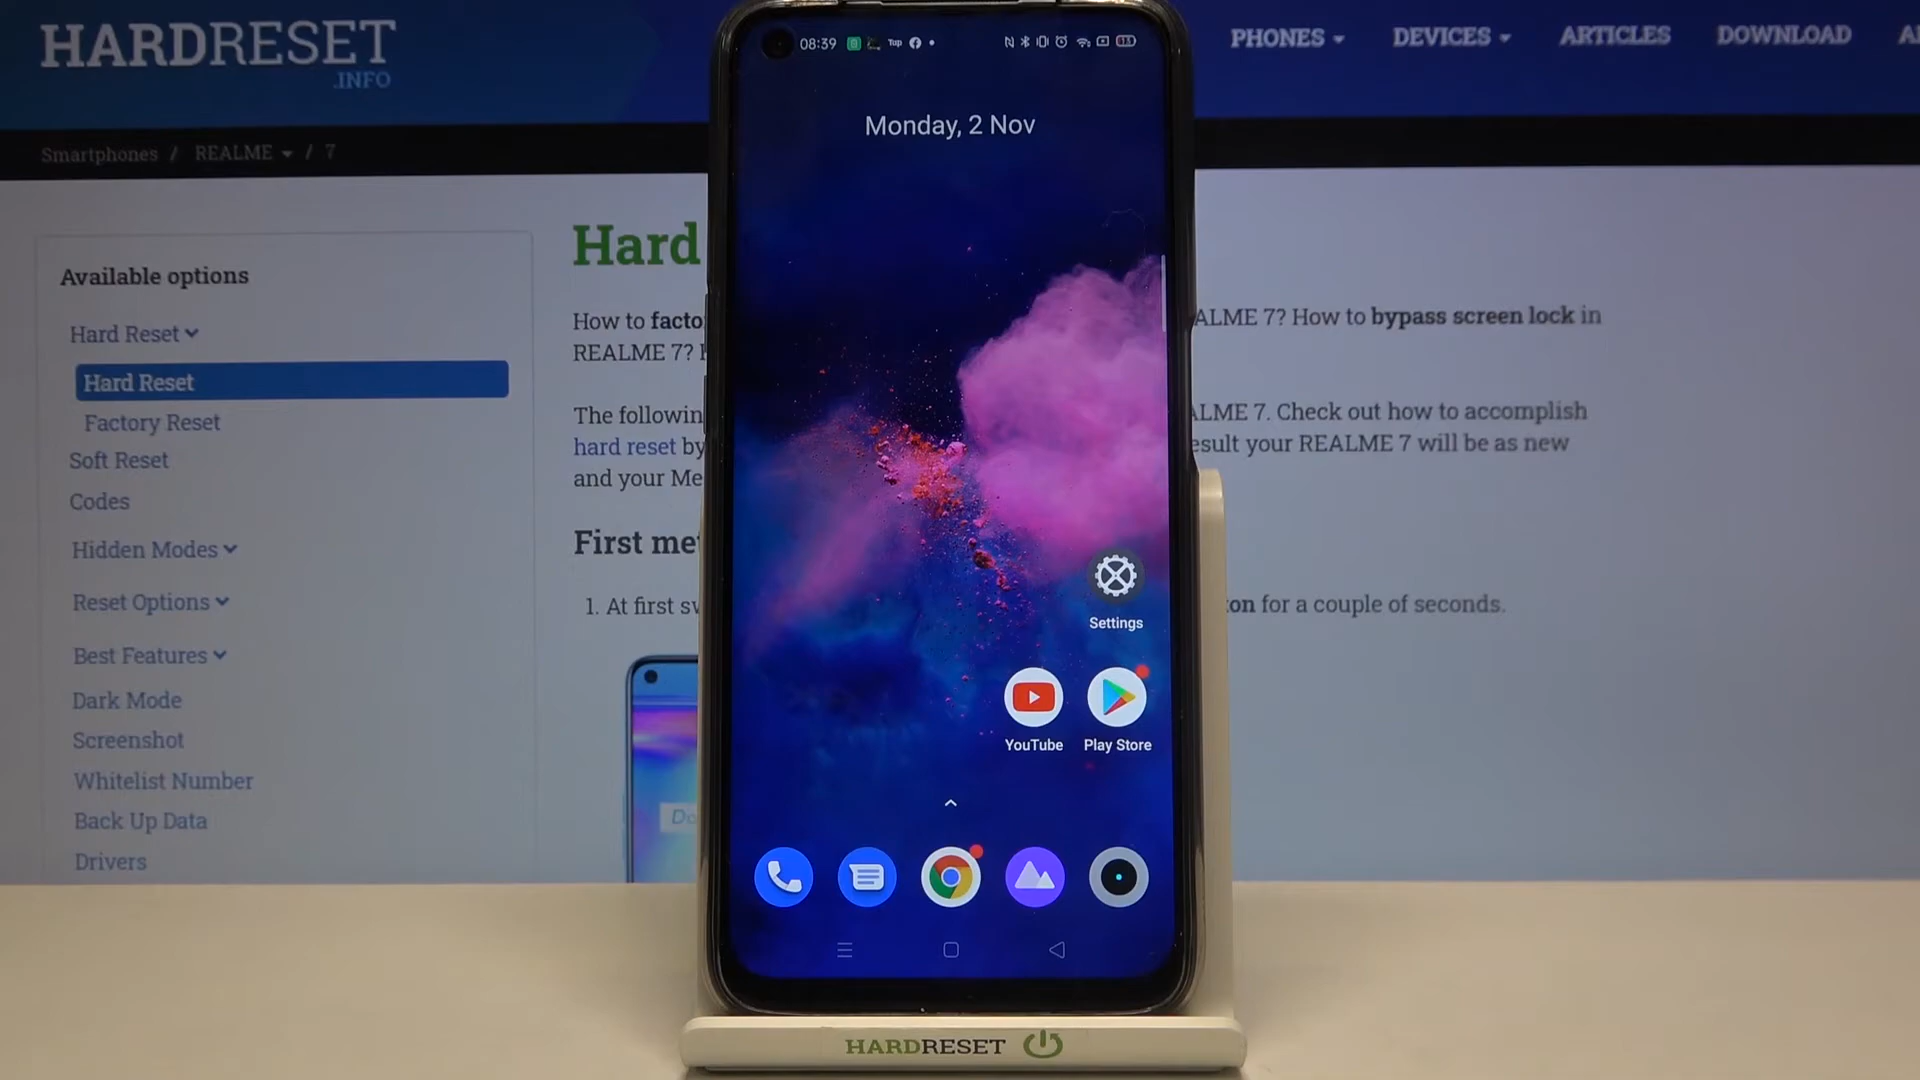 HARDRESET
.INFO
PHONES
DEVICES
ARTICLES
DOWNLOAD
Smartphones / REALME / 7
Available options
Hard Reset
Hard Reset
Factory Reset
Soft Reset
Codes
Hidden Modes
Reset Options
Best Features
Dark Mode
Screenshot
Whitelist Number
Back Up Data
Drivers
Hard
How to facto
ALME 7? How to bypass screen lock in
REALME 7?
The followin
ALME 7. Check out how to accomplish
hard reset by
esult your REALME 7 will be as new
and your Me
First me
1. At first sw
on for a couple of seconds.
08:39
Monday, 2 Nov
Settings
YouTube
Play Store
HARDRESET